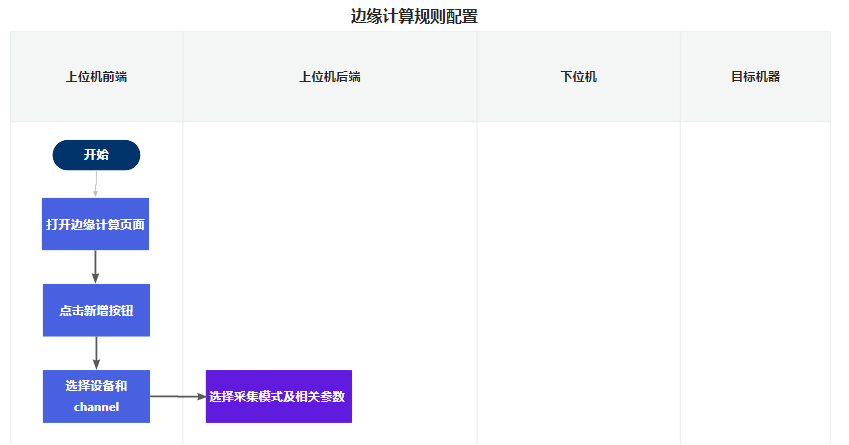 边缘计算规则配置
上位机前端
上位机后端
下位机
目标机器
开始
打开边缘计算页面
点击新增按钮
选择设备和
channel
选择采集模式及相关参数